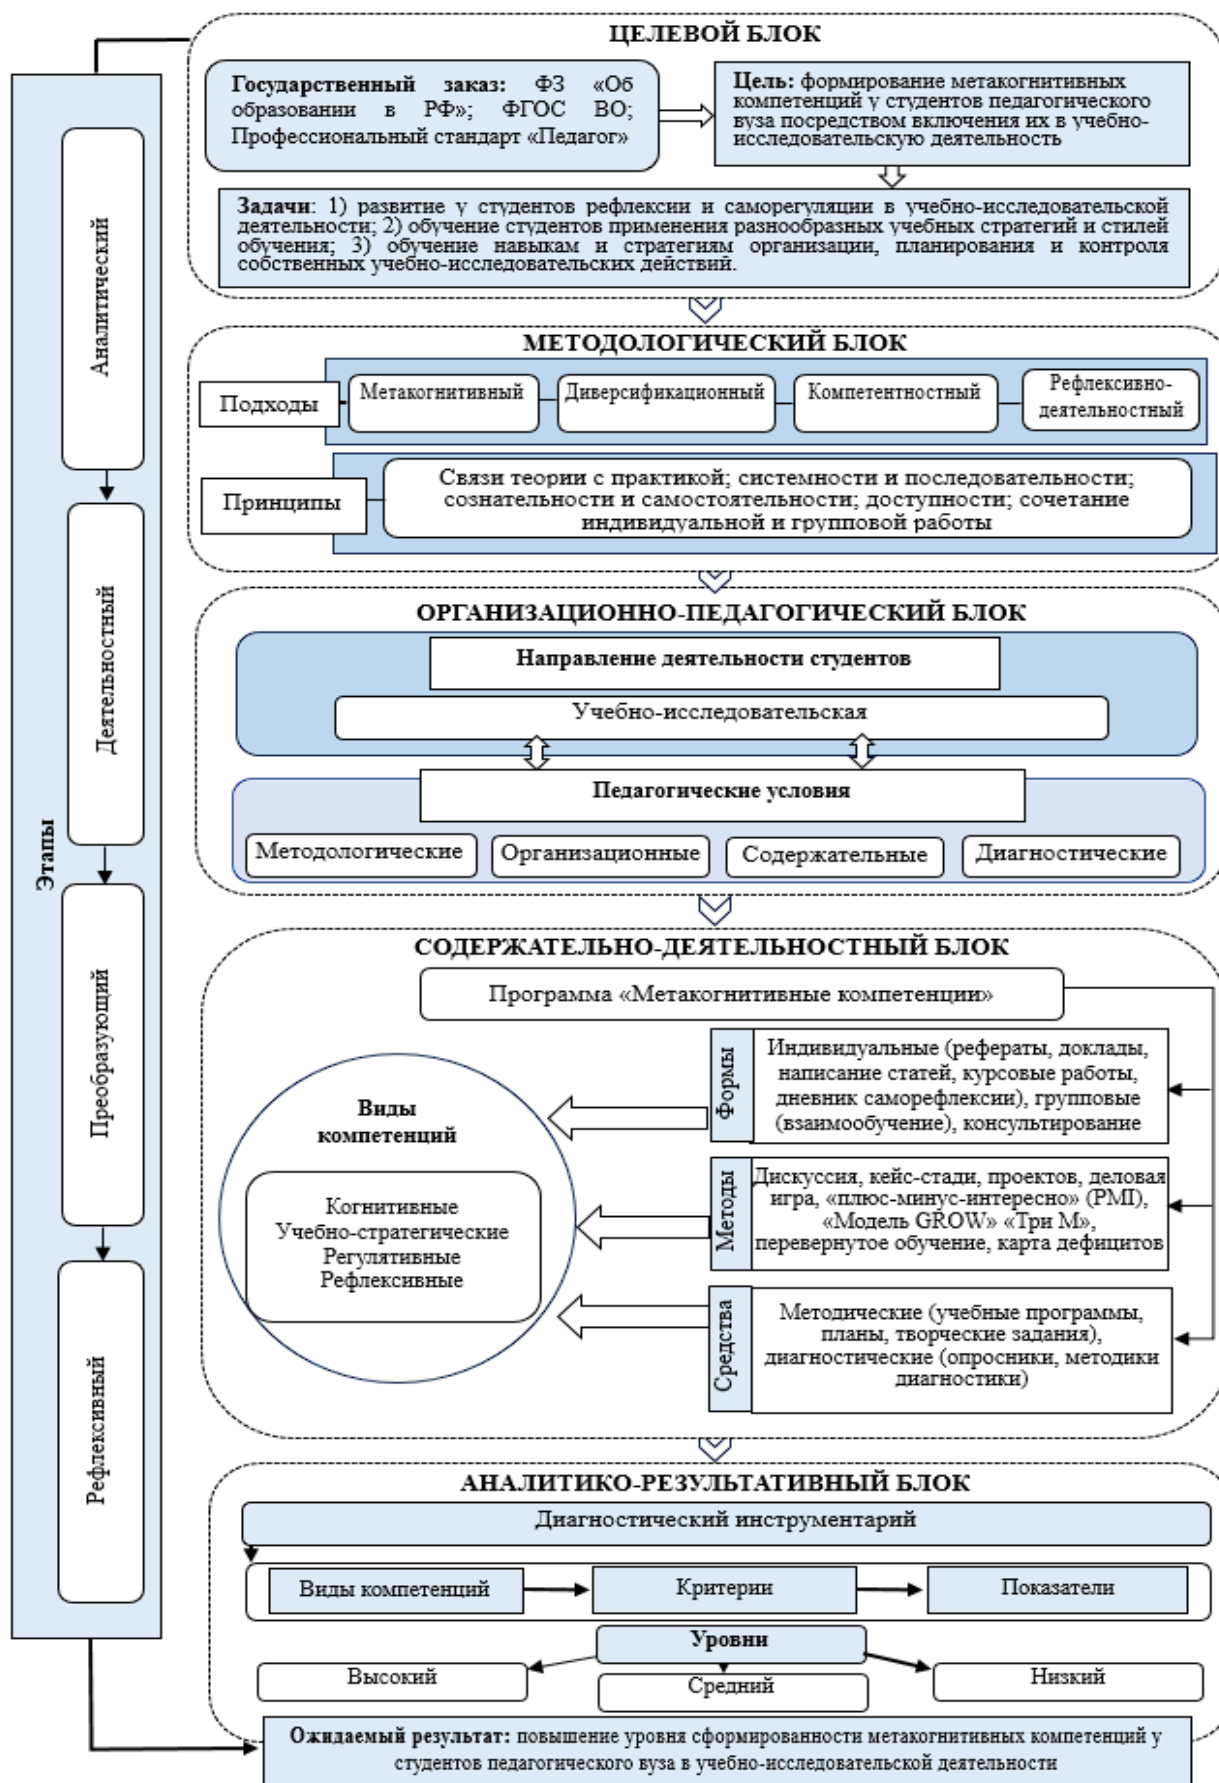 ЦЕЛЕВОЙ БЛОК
Государственный заказ: ФЗ «Об
образовании в РФ»; ФГОС ВО;
Профессиональный стандарт «Педагог»
Цель: формирование метакогнитивных
компетенций у студентов педагогического
вуза посредством включения их в учебно-
исследовательскую деятельность
Задачи: 1) развитие у студентов рефлексии и саморегуляции в учебно-исследовательской
деятельности; 2) обучение студентов применения разнообразных учебных стратегий и стилей
обучения; 3) обучение навыкам и стратегиям организации, планирования и контроля
собственных учебно-исследовательских действий.
Этапы
Аналитический
Деятельностный
Преобразующий
Рефлексивный
МЕТОДОЛОГИЧЕСКИЙ БЛОК
Подходы
Метакогнитивный
Диверсификационный
Компетентностный
Рефлексивно-
деятельностный
Принципы
Связи теории с практикой; системности и последовательности;
сознательности и самостоятельности; доступности; сочетание
индивидуальной и групповой работы
ОРГАНИЗАЦИОННО-ПЕДАГОГИЧЕСКИЙ БЛОК
Направление деятельности студентов
Учебно-исследовательская
Педагогические условия
Методологические
Организационные
Содержательные
Диагностические
СОДЕРЖАТЕЛЬНО-ДЕЯТЕЛЬНОСТНЫЙ БЛОК
Программа «Метакогнитивные компетенции»
Виды
компетенций
Когнитивные
Учебно-стратегические
Регулятивные
Рефлексивные
Формы
Индивидуальные (рефераты, доклады,
написание статей, курсовые работы,
дневник саморефлексии), групповые
(взаимообучение), консультирование
Методы
Дискуссия, кейс-стади, проектов, деловая
игра, «плюс-минус-интересно» (PMI),
«Модель GROW» «Три М»,
перевернутое обучение, карта дефицитов
Средства
Методические (учебные программы,
планы, творческие задания),
диагностические (опросники, методики
диагностики)
АНАЛИТИКО-РЕЗУЛЬТАТИВНЫЙ БЛОК
Диагностический инструментарий
Виды компетенций
Критерии
Показатели
Уровни
Высокий
Средний
Низкий
Ожидаемый результат: повышение уровня сформированности метакогнитивных компетенций у
студентов педагогического вуза в учебно-исследовательской деятельности